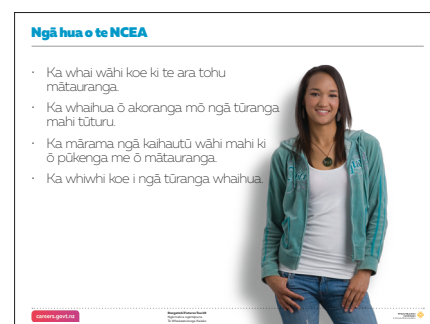 Ngā hua o te NCEA
· Ka whai wāhi koe ki te ara tohu
mātauranga.
· Ka whaihua ō akoranga mō ngā tūranga
mahi tūturu.
· Ka mārama ngā kaihautū wāhi mahi ki
ō pūkenga me ō mātauranga.
· Ka whiwhi koe i ngā tūranga whaihua.
careers.govt.nz